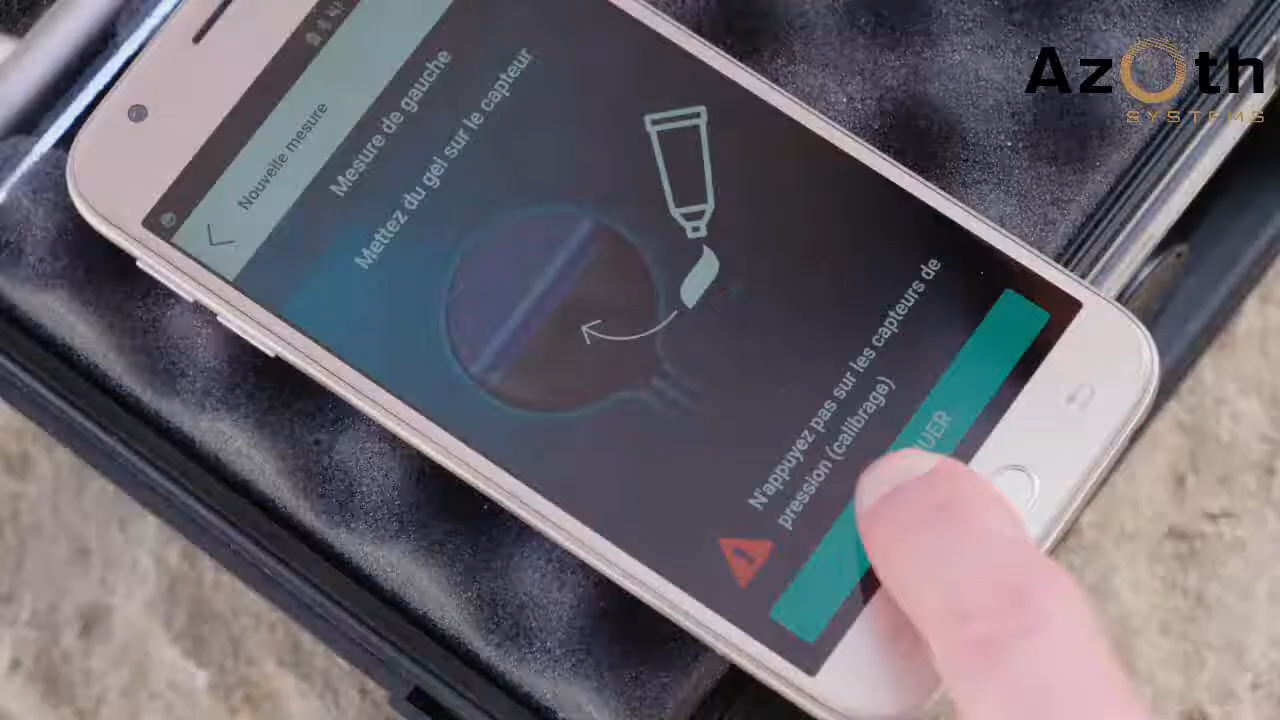 Azoth
SYSTEMS
Nouvelle mesure
Mesure de gauche
Mettez du gel sur le capteur
N'appuyez pas sur les capteurs de
pression (calibrage)